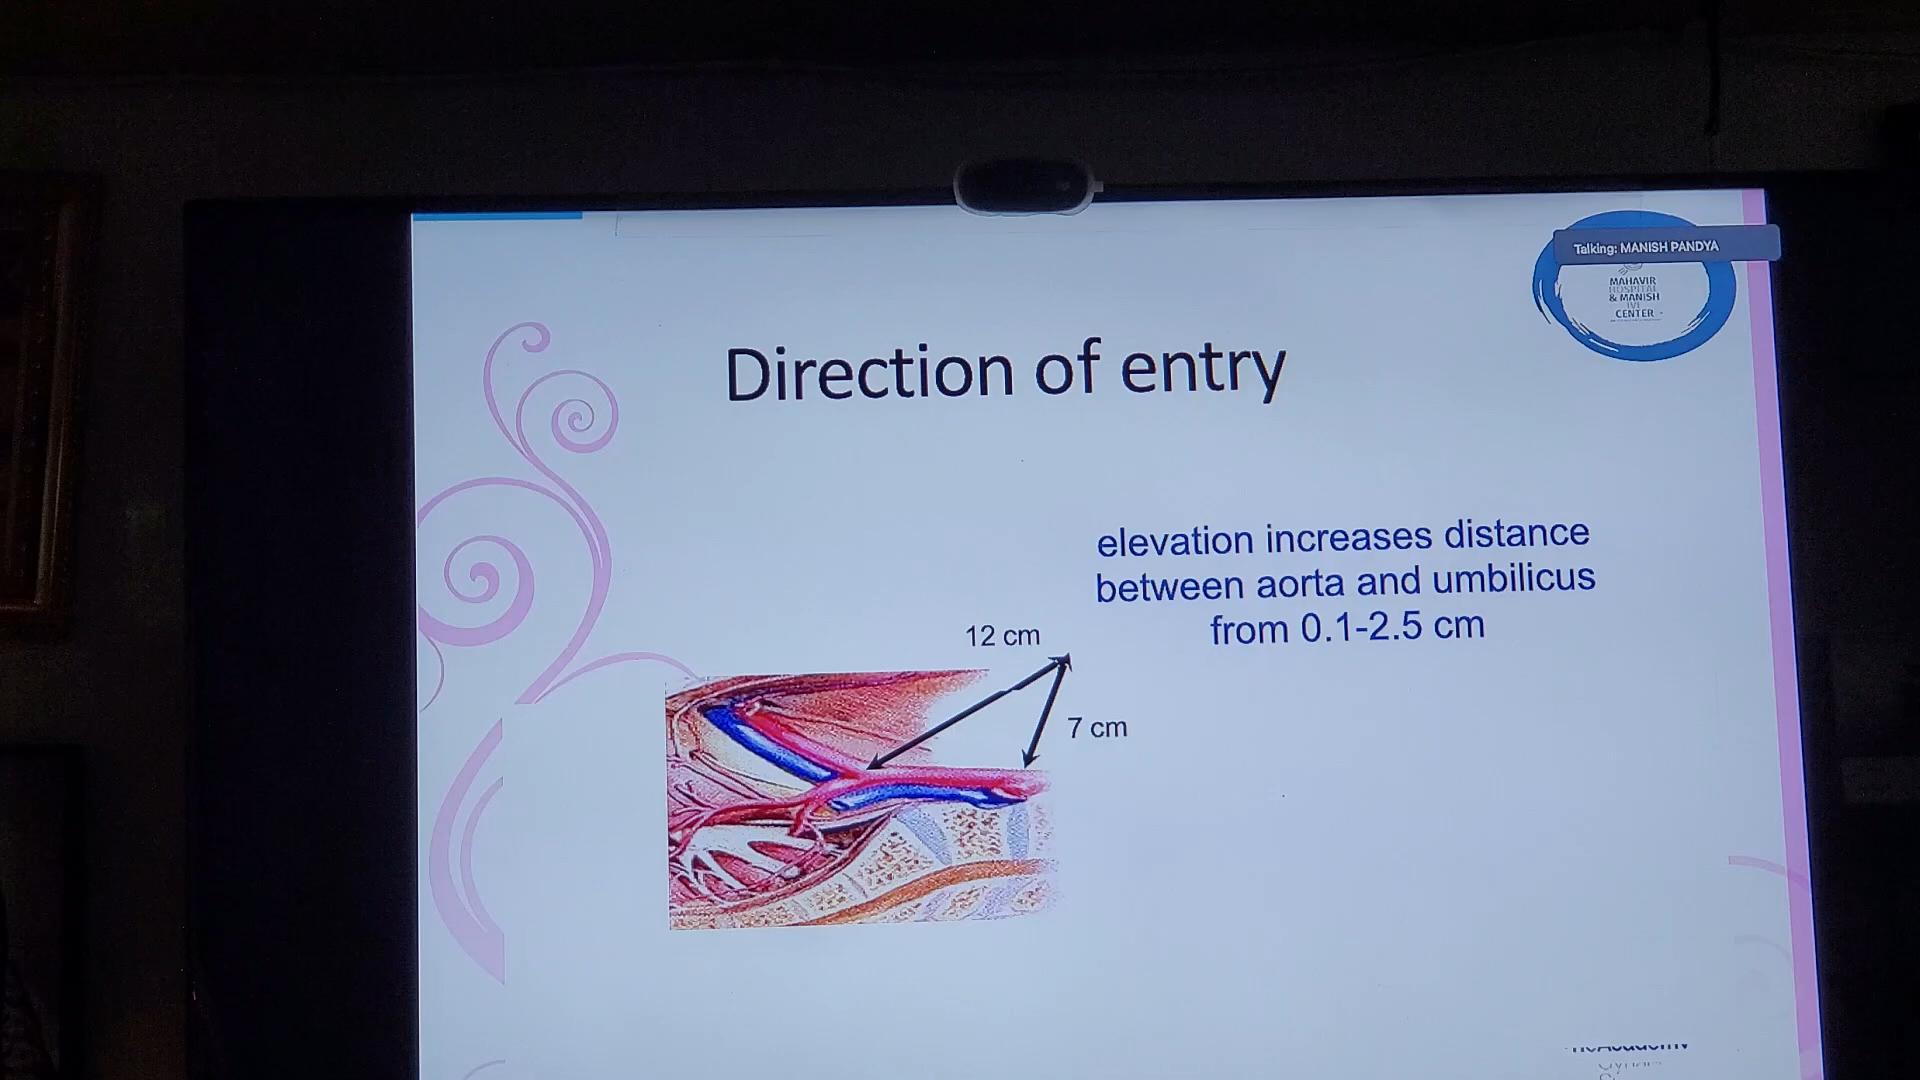 Talking: MANISH PANDYA
MAHAVIR
HOSPITAL
& MANISH
IVF
CENTER
Direction of entry
elevation increases distance
between aorta and umbilicus
from 0.1-2.5 cm
12 cm
7 cm